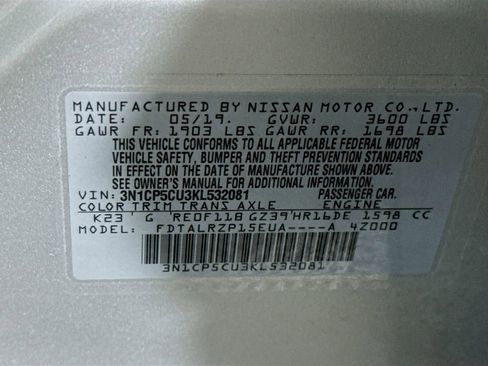 MANUFACTURED BY NISSAN MOTOR CO.,LTD.
DATE: 05/19. GVWR: 3600 LBS
GAWR FR: 1903 LBS GAWR RR: 1698 LBS
THIS VEHICLE CONFORMS TO ALL APPLICABLE FEDERAL MOTOR
VEHICLE SAFETY, BUMPER AND THEFT PREVENTION STANDARDS
IN EFFECT ON THE DATE OF MANUFACTURE SHOWN ABOVE.
SEE OWNER'S MANUAL.
VIN: 3N1CP5CU3KL532081 PASSENGER CAR.
COLOR TRIM TRANS AXLE ENGINE
K23 G RE0F11B GZ39 HR16DE 1598 CC
MODEL: FDTALRZP15EUA----A 4Z000
3N1CP5CU3KL532081